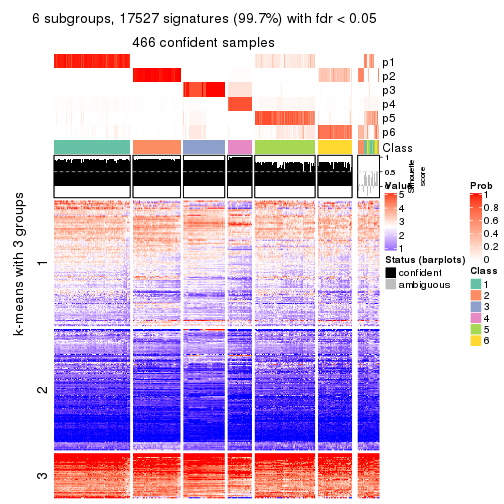 6 subgroups, 17527 signatures (99.7%) with fdr < 0.05
466 confident samples
p1
p2
p3
p4
p5
p6
Class
1
0.5
0
Silhouette
score
k-means with 3 groups
1
2
3
Value
5
4
3
2
1
Status (barplots)
confident
ambiguous
Prob
1
0.8
0.6
0.4
0.2
0
Class
1
2
3
4
5
6